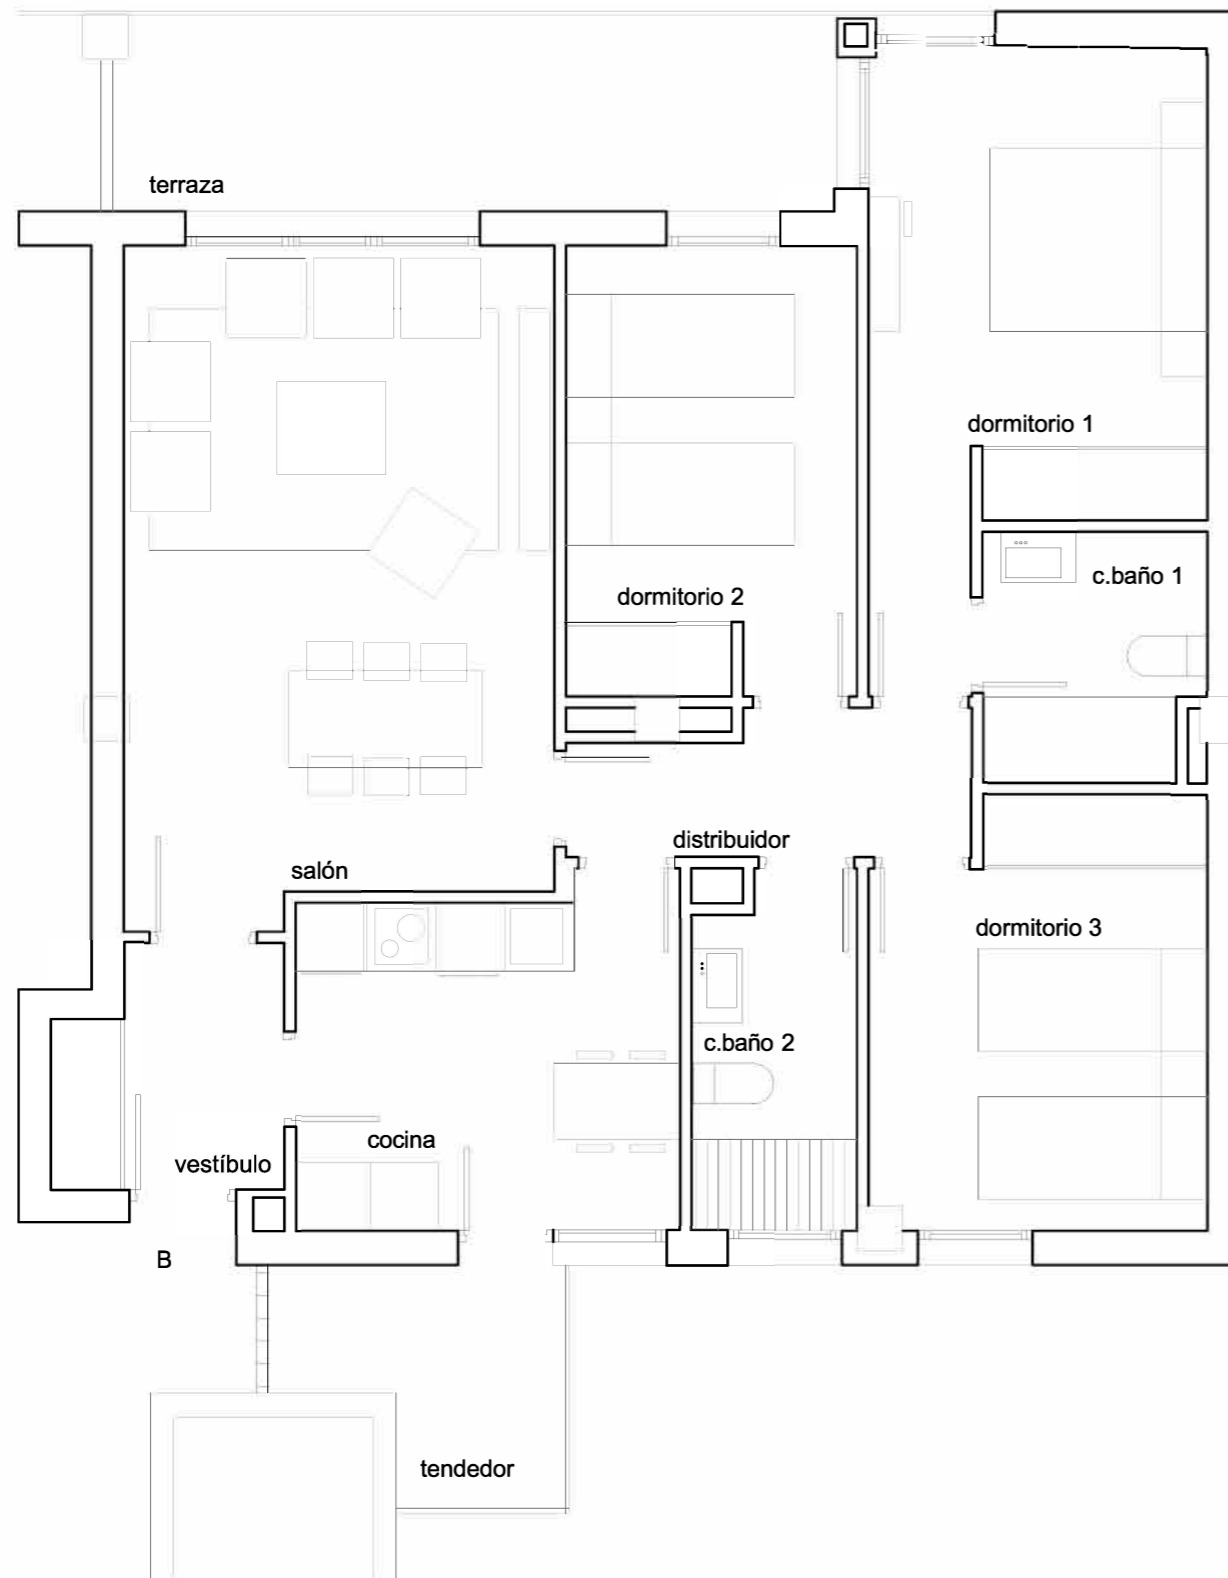 terraza
dormitorio 1
c.baño 1
dormitorio 2
distribuidor
salón
dormitorio 3
c.baño 2
cocina
vestíbulo
B
tendedor